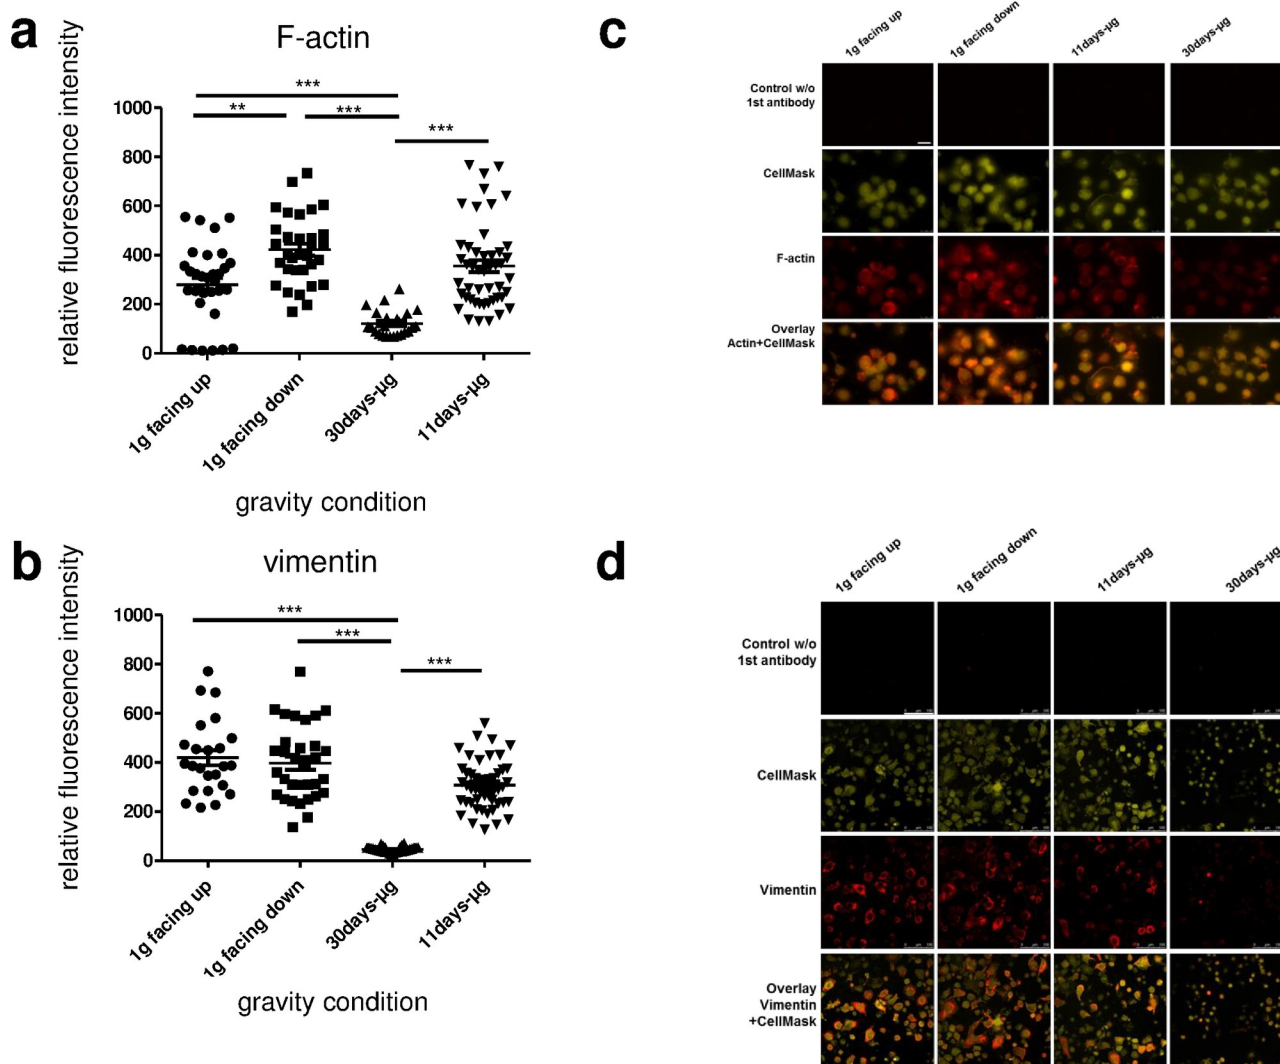 a
F-actin
relative fluorescence intensity
***
**
***
***
1000
800
600
400
200
0
1g facing up
1g facing down
30days-µg
11days-µg
gravity condition
b
vimentin
relative fluorescence intensity
***
***
***
1000
800
600
400
200
0
1g facing up
1g facing down
30days-µg
11days-µg
gravity condition
c
1g facing up
1g facing down
11days-µg
30days-µg
Control w/o
1st antibody
CellMask
F-actin
Overlay
Actin+CellMask
d
1g facing up
1g facing down
11days-µg
30days-µg
Control w/o
1st antibody
CellMask
Vimentin
Overlay
Vimentin
+CellMask